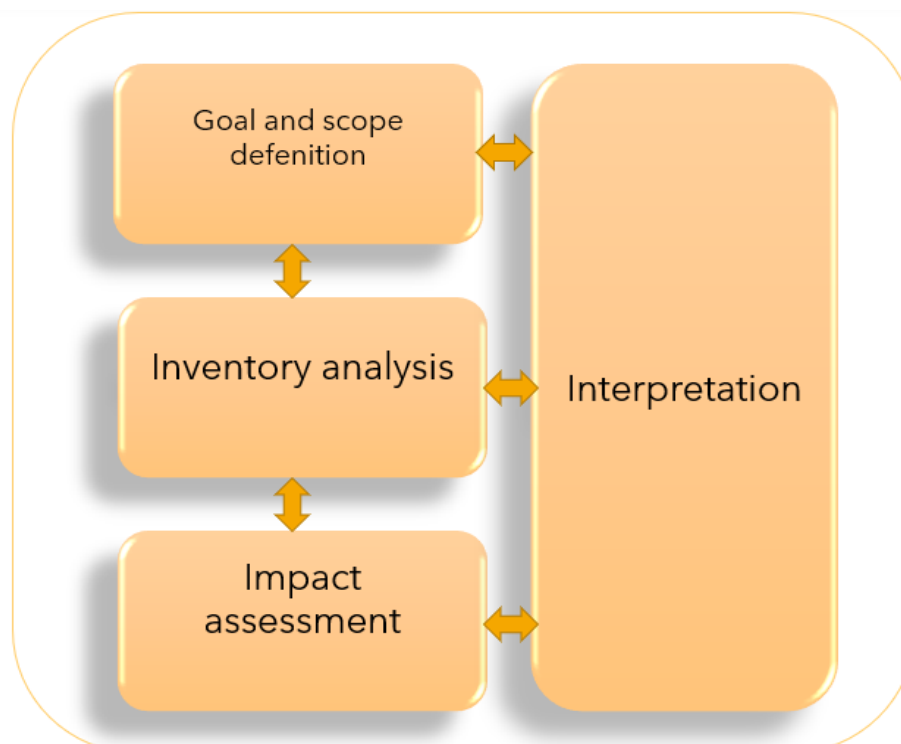 Goal and scope
defenition
Inventory analysis
Interpretation
Impact
assessment